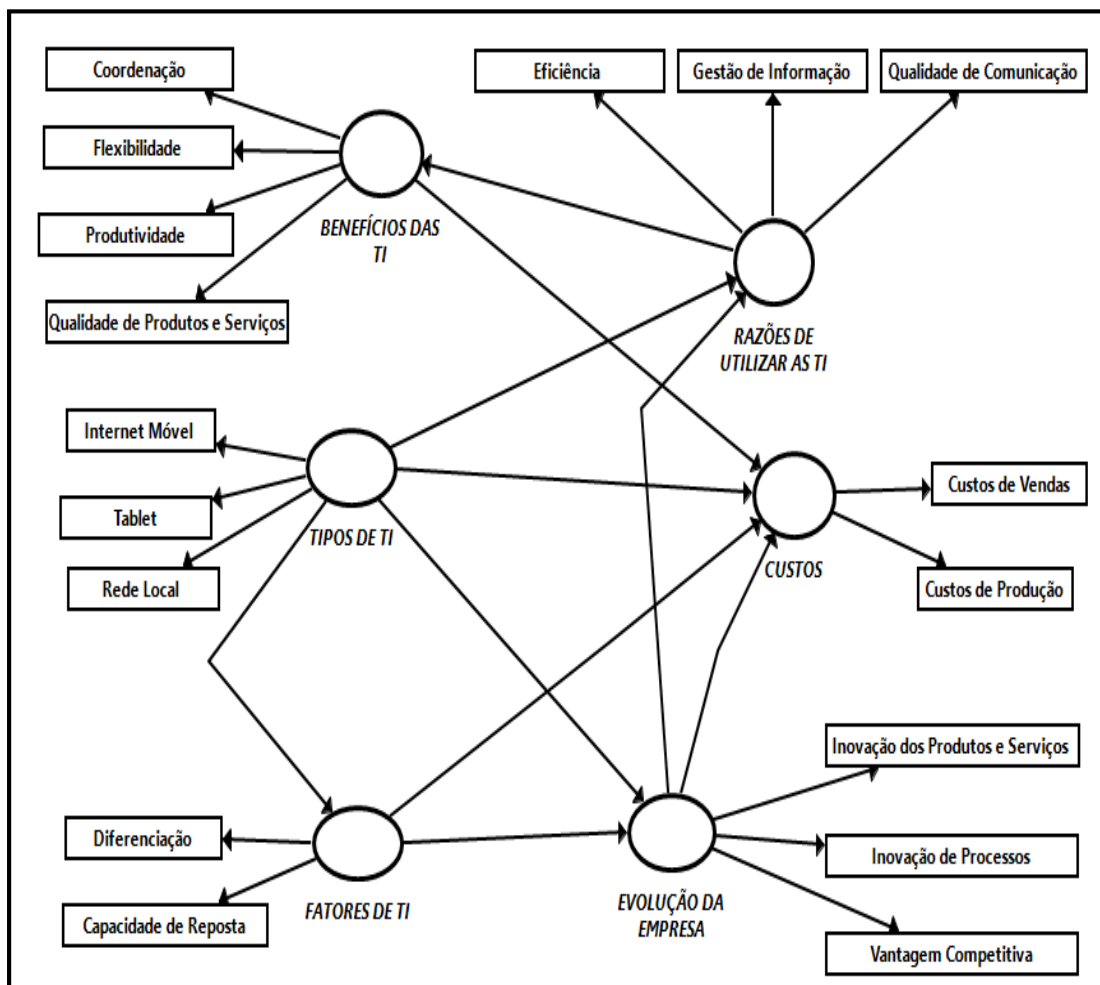 Coordenação
Eficiência
Gestão de Informação
Qualidade de Comunicação
Flexibilidade
Produtividade
BENEFÍCIOS DAS
TI
Qualidade de Produtos e Serviços
RAZÕES DE
UTILIZAR AS TI
Internet Móvel
Tablet
TIPOS DE TI
Rede Local
Custos de Vendas
CUSTOS
Custos de Produção
Inovação dos Produtos e Serviços
Diferenciação
Inovação de Processos
Capacidade de Reposta
FATORES DE TI
EVOLUÇÃO DA
EMPRESA
Vantagem Competitiva